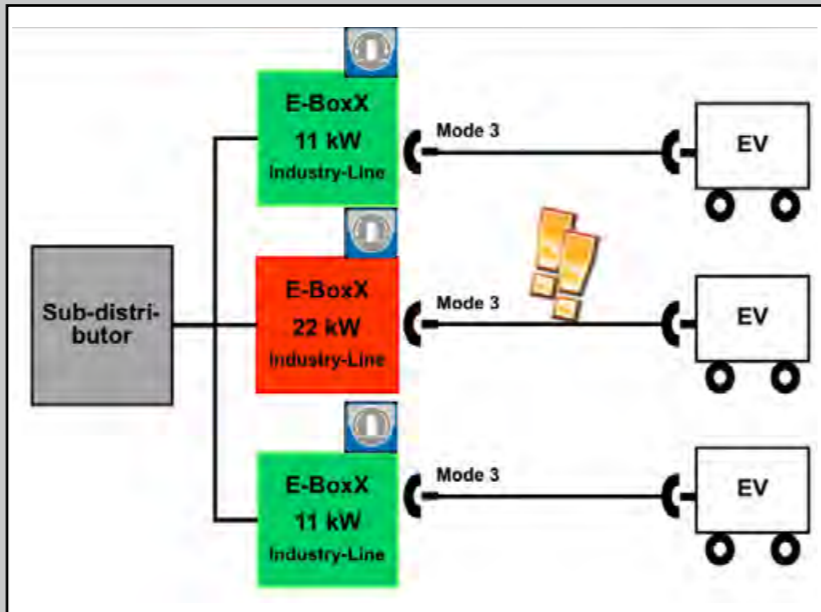 E-BoxX
11 kW
Industry-Line
Mode 3
EV
Sub-distri-
butor
E-BoxX
22 kW
Industry-Line
Mode 3
EV
E-BoxX
11 kW
Industry-Line
Mode 3
EV